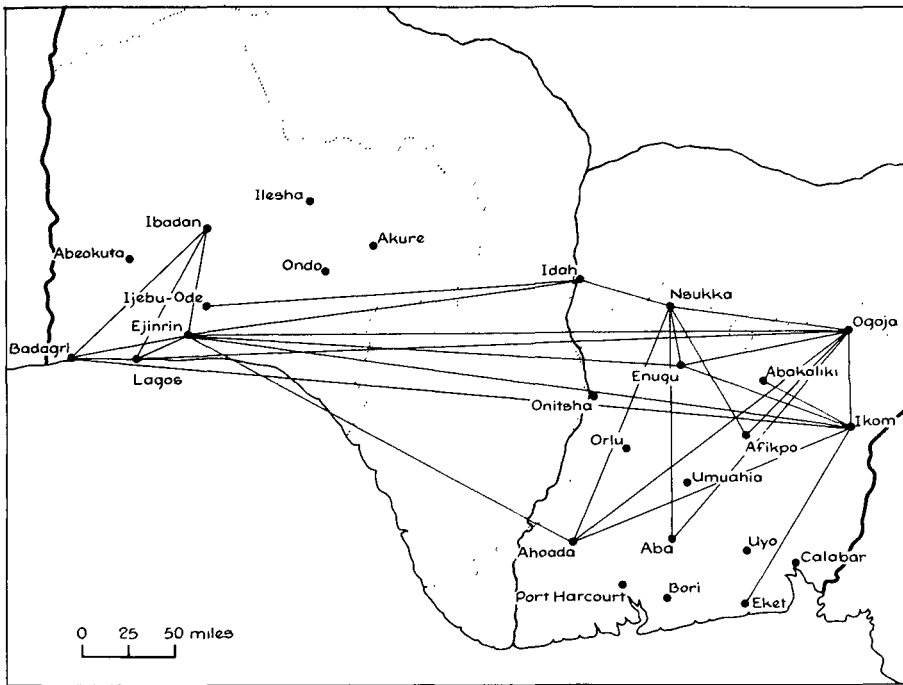 Ilesha
Ibadan
Akure
Abeokuta
Ondo
Idah
Nsukka
Ijebu-Ode
Ejinrin
Ogoja
Badagri
Abakaliki
Lagos
Enugu
Onitsha
Ikom
Orlu
Afikpo
Umuahia
Ahoada
Aba
Uyo
Calabar
Port Harcourt
Bori
Eket
0 25 50 miles